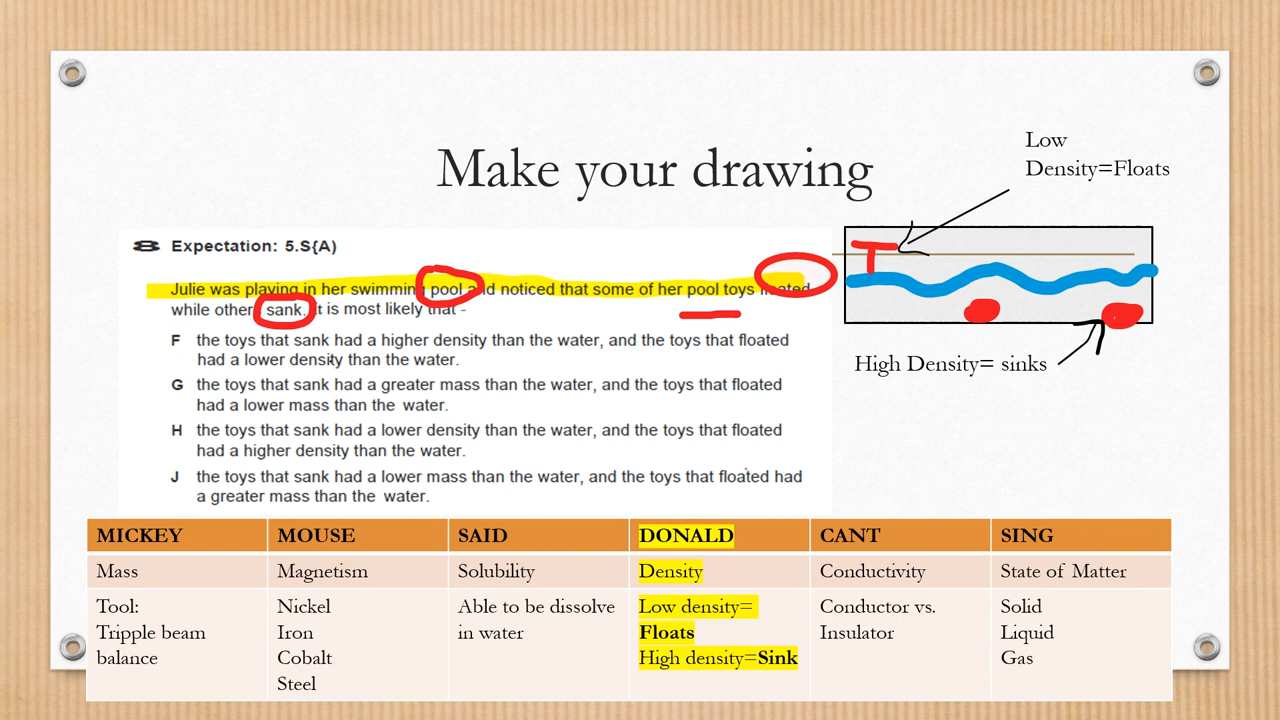 Make your drawing
Low
Density=Floats
8 Expectation: 5.S{A)
Julie was playing in her swimming pool and noticed that some of her pool toys floated
while others sank. It is most likely that -
F the toys that sank had a higher density than the water, and the toys that floated
had a lower density than the water.
G the toys that sank had a greater mass than the water, and the toys that floated
had a lower mass than the water.
H the toys that sank had a lower density than the water, and the toys that floated
had a higher density than the water.
J the toys that sank had a lower mass than the water, and the toys that floated had
a greater mass than the water.
High Density= sinks
MICKEY MOUSE SAID DONALD CANT SING
Mass Magnetism Solubility Density Conductivity State of Matter
Tool: Nickel Able to be dissolve Low density= Conductor vs. Solid
Tripple beam Iron in water Floats Insulator Liquid
balance Cobalt High density=Sink Gas
Steel